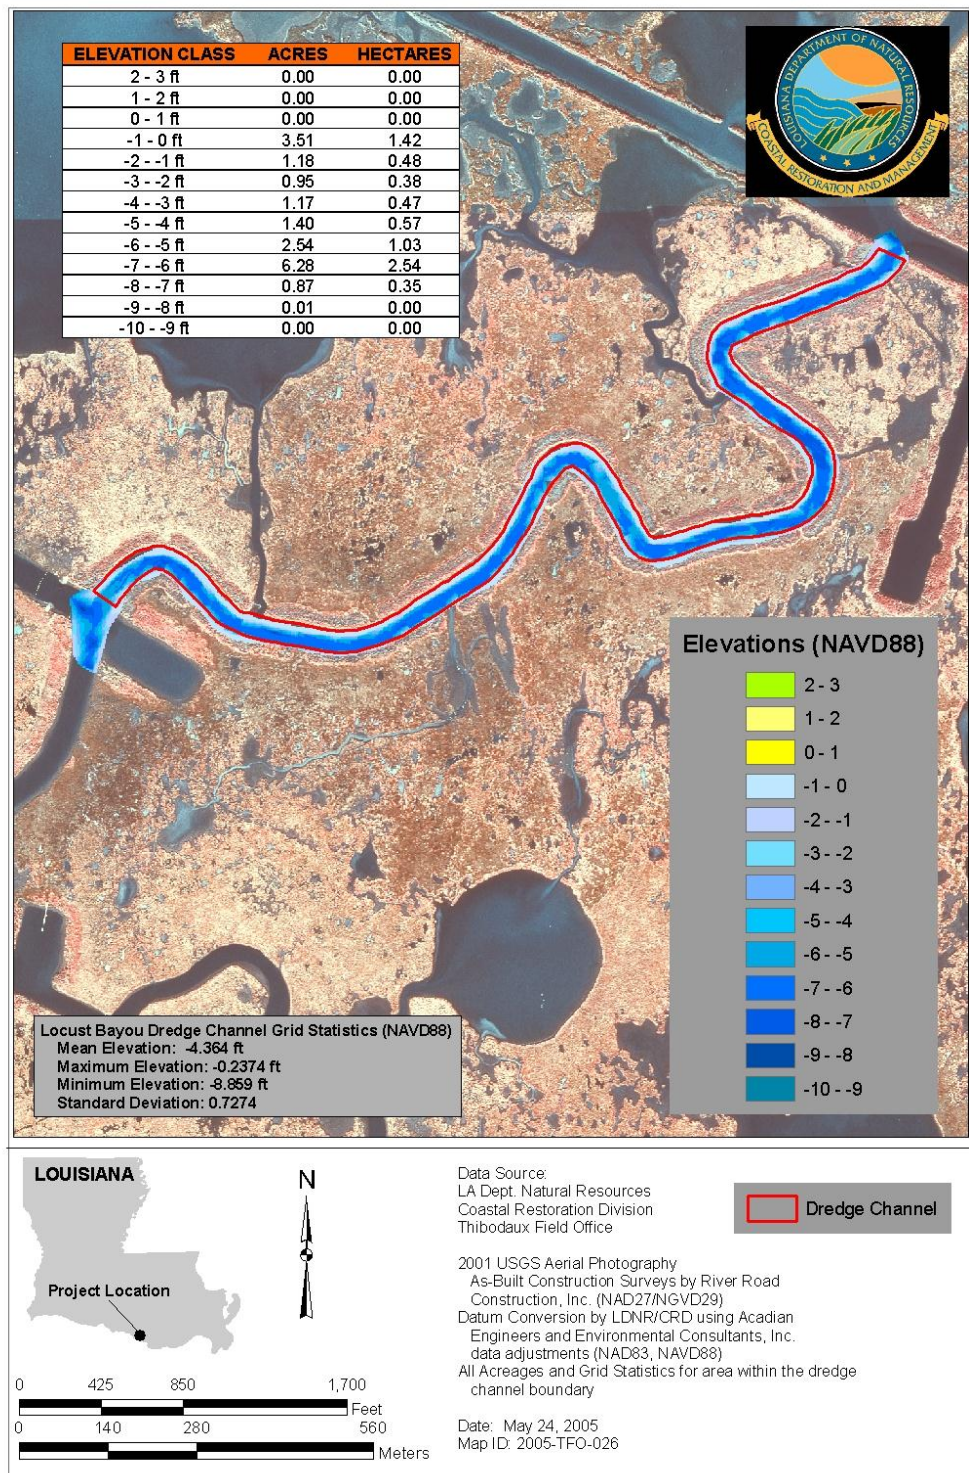 ELEVATION CLASS ACRES HECTARES
2 - 3 ft 0.00 0.00
1 - 2 ft 0.00 0.00
0 - 1 ft 0.00 0.00
-1 - 0 ft 3.51 1.42
-2 - -1 ft 1.18 0.48
-3 - -2 ft 0.95 0.38
-4 - -3 ft 1.17 0.47
-5 - -4 ft 1.40 0.57
-6 - -5 ft 2.54 1.03
-7 - -6 ft 6.28 2.54
-8 - -7 ft 0.87 0.35
-9 - -8 ft 0.01 0.00
-10 - -9 ft 0.00 0.00
LOUISIANA DEPARTMENT OF NATURAL RESOURCES
COASTAL RESTORATION AND MANAGEMENT
Elevations (NAVD88)
2 - 3
1 - 2
0 - 1
-1 - 0
-2 - -1
-3 - -2
-4 - -3
-5 - -4
-6 - -5
-7 - -6
-8 - -7
-9 - -8
-10 - -9
Locust Bayou Dredge Channel Grid Statistics (NAVD88)
Mean Elevation: -4.364 ft
Maximum Elevation: -0.2374 ft
Minimum Elevation: -8.859 ft
Standard Deviation: 0.7274
LOUISIANA
Project Location
N
0 425 850 1,700
Feet
0 140 280 560
Meters
Data Source:
LA Dept. Natural Resources
Coastal Restoration Division
Thibodaux Field Office
2001 USGS Aerial Photography
As-Built Construction Surveys by River Road
Construction, Inc. (NAD27/NGVD29)
Datum Conversion by LDNR/CRD using Acadian
Engineers and Environmental Consultants, Inc.
data adjustments (NAD83, NAVD88)
All Acreages and Grid Statistics for area within the dredge
channel boundary
Date: May 24, 2005
Map ID: 2005-TFO-026
Dredge Channel